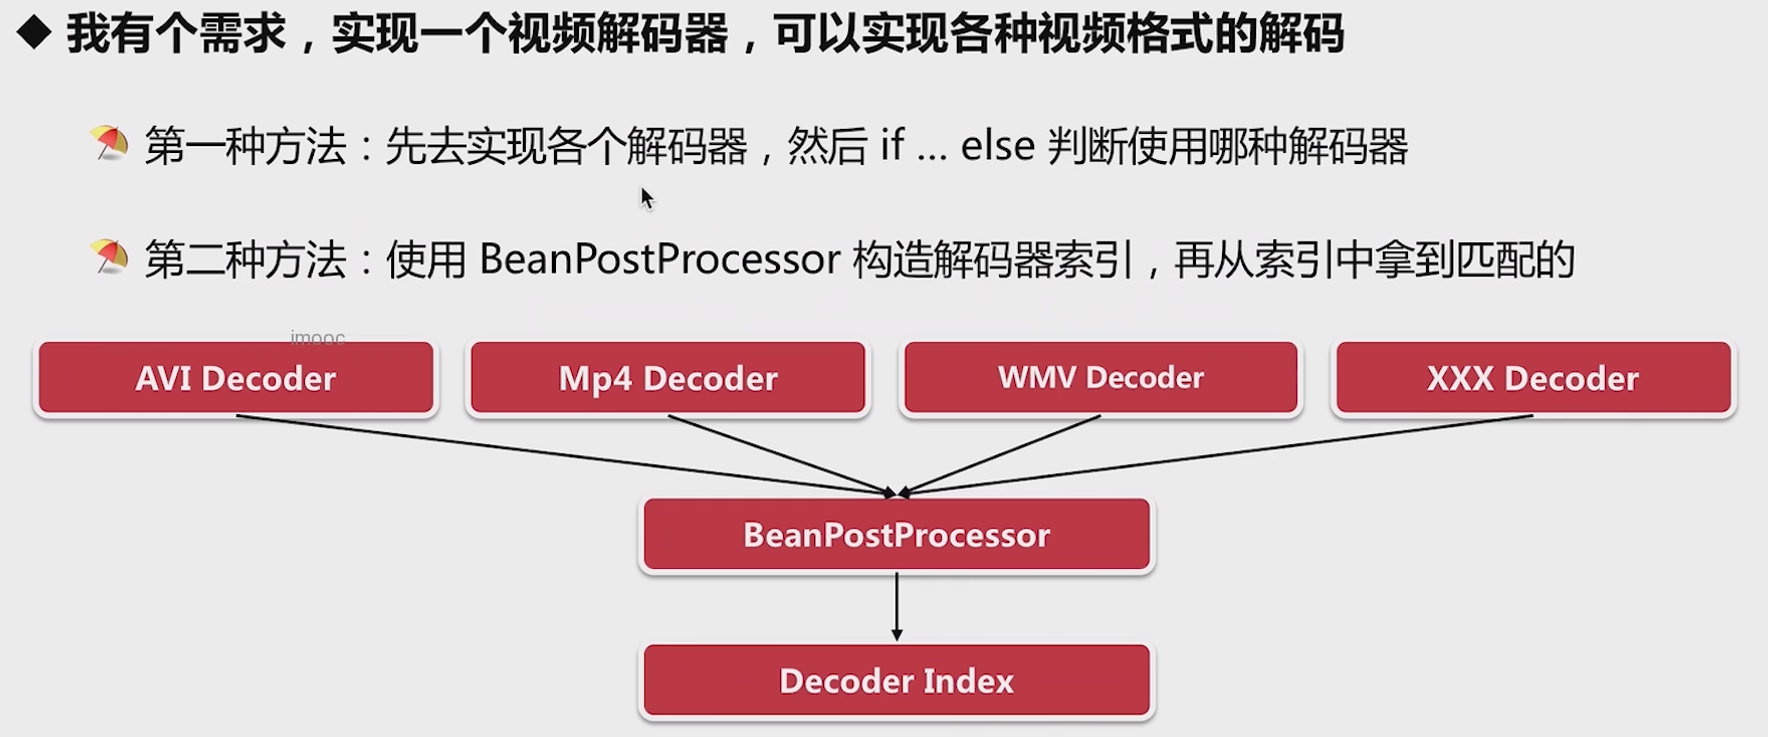 ◆ 我有个需求，实现一个视频解码器，可以实现各种视频格式的解码
第一种方法：先去实现各个解码器，然后 if ... else 判断使用哪种解码器
第二种方法：使用 BeanPostProcessor 构造解码器索引，再从索引中拿到匹配的
imooc
AVI Decoder
Mp4 Decoder
WMV Decoder
XXX Decoder
BeanPostProcessor
Decoder Index